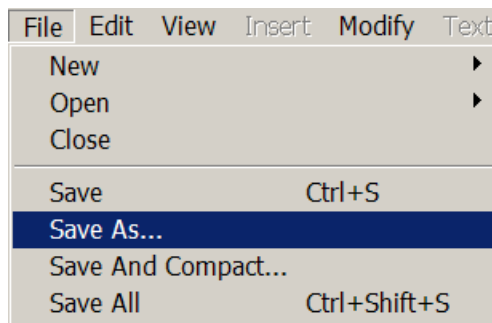 File Edit View Insert Modify Text
New
Open
Close
Save Ctrl+S
Save As...
Save And Compact...
Save All Ctrl+Shift+S